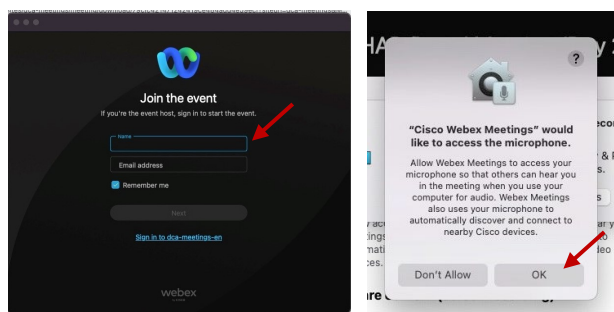 Join the event
If you're the event host, sign in to start the event.
Name
Email address
Remember me
Next
Sign in to dca-meetings-en
webex
HA
y 2
?
"Cisco Webex Meetings" would
like to access the microphone.
Allow Webex Meetings to access your
microphone so that others can hear you
in the meeting when you use your
computer for audio. Webex Meetings
also uses your microphone to
automatically discover and connect to
nearby Cisco devices.
Don't Allow
OK